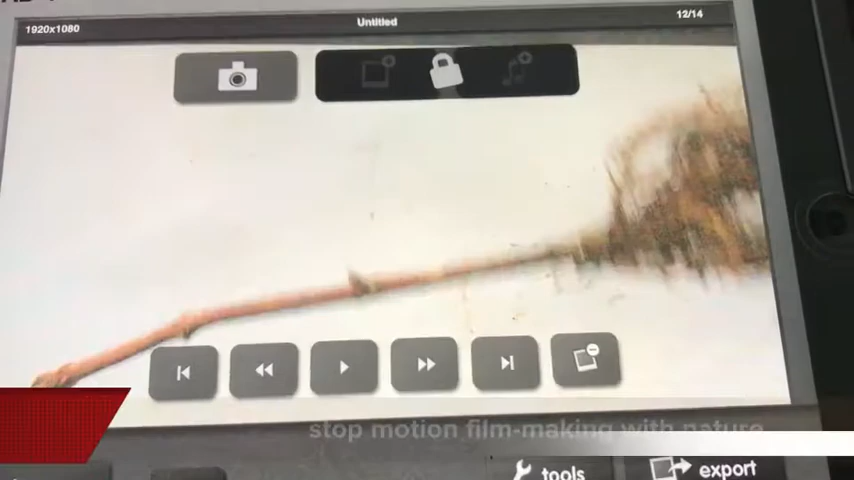 1920x1080
Untitled
12/14
stop motion film-making with nature
tools
export